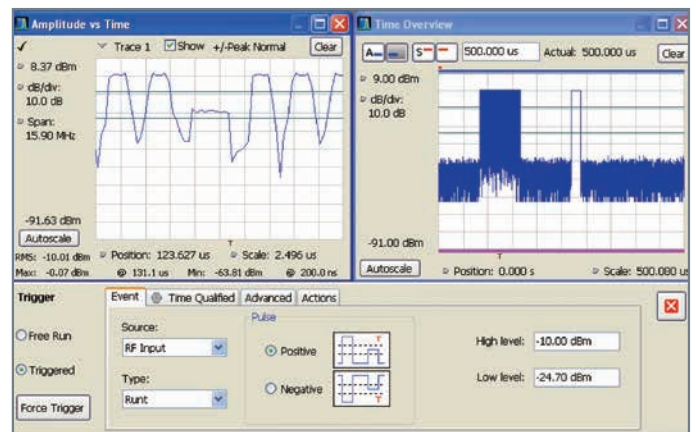 Amplitude vs Time
Trace 1 Show +/-Peak Normal Clear
8.37 dBm
dB/div:
10.0 dB
Span:
15.90 MHz
-91.63 dBm
Autoscale
Position: 123.627 us Scale: 2.496 us
RMS: -10.01 dBm
Max: -0.07 dBm @ 131.1 us Min: -63.81 dBm @ 200.0 ns
Time Overview
A S 500.000 us Actual: 500.000 us Clear
9.00 dBm
dB/div:
10.0 dB
-91.00 dBm
Autoscale Position: 0.000 s Scale: 500.000 u
T
T
Trigger
Event Time Qualified Advanced Actions
Free Run
Triggered
Force Trigger
Source:
RF Input
Type:
Runt
Pulse
Positive T
Negative T
High level: -10.00 dBm
Low level: -24.70 dBm